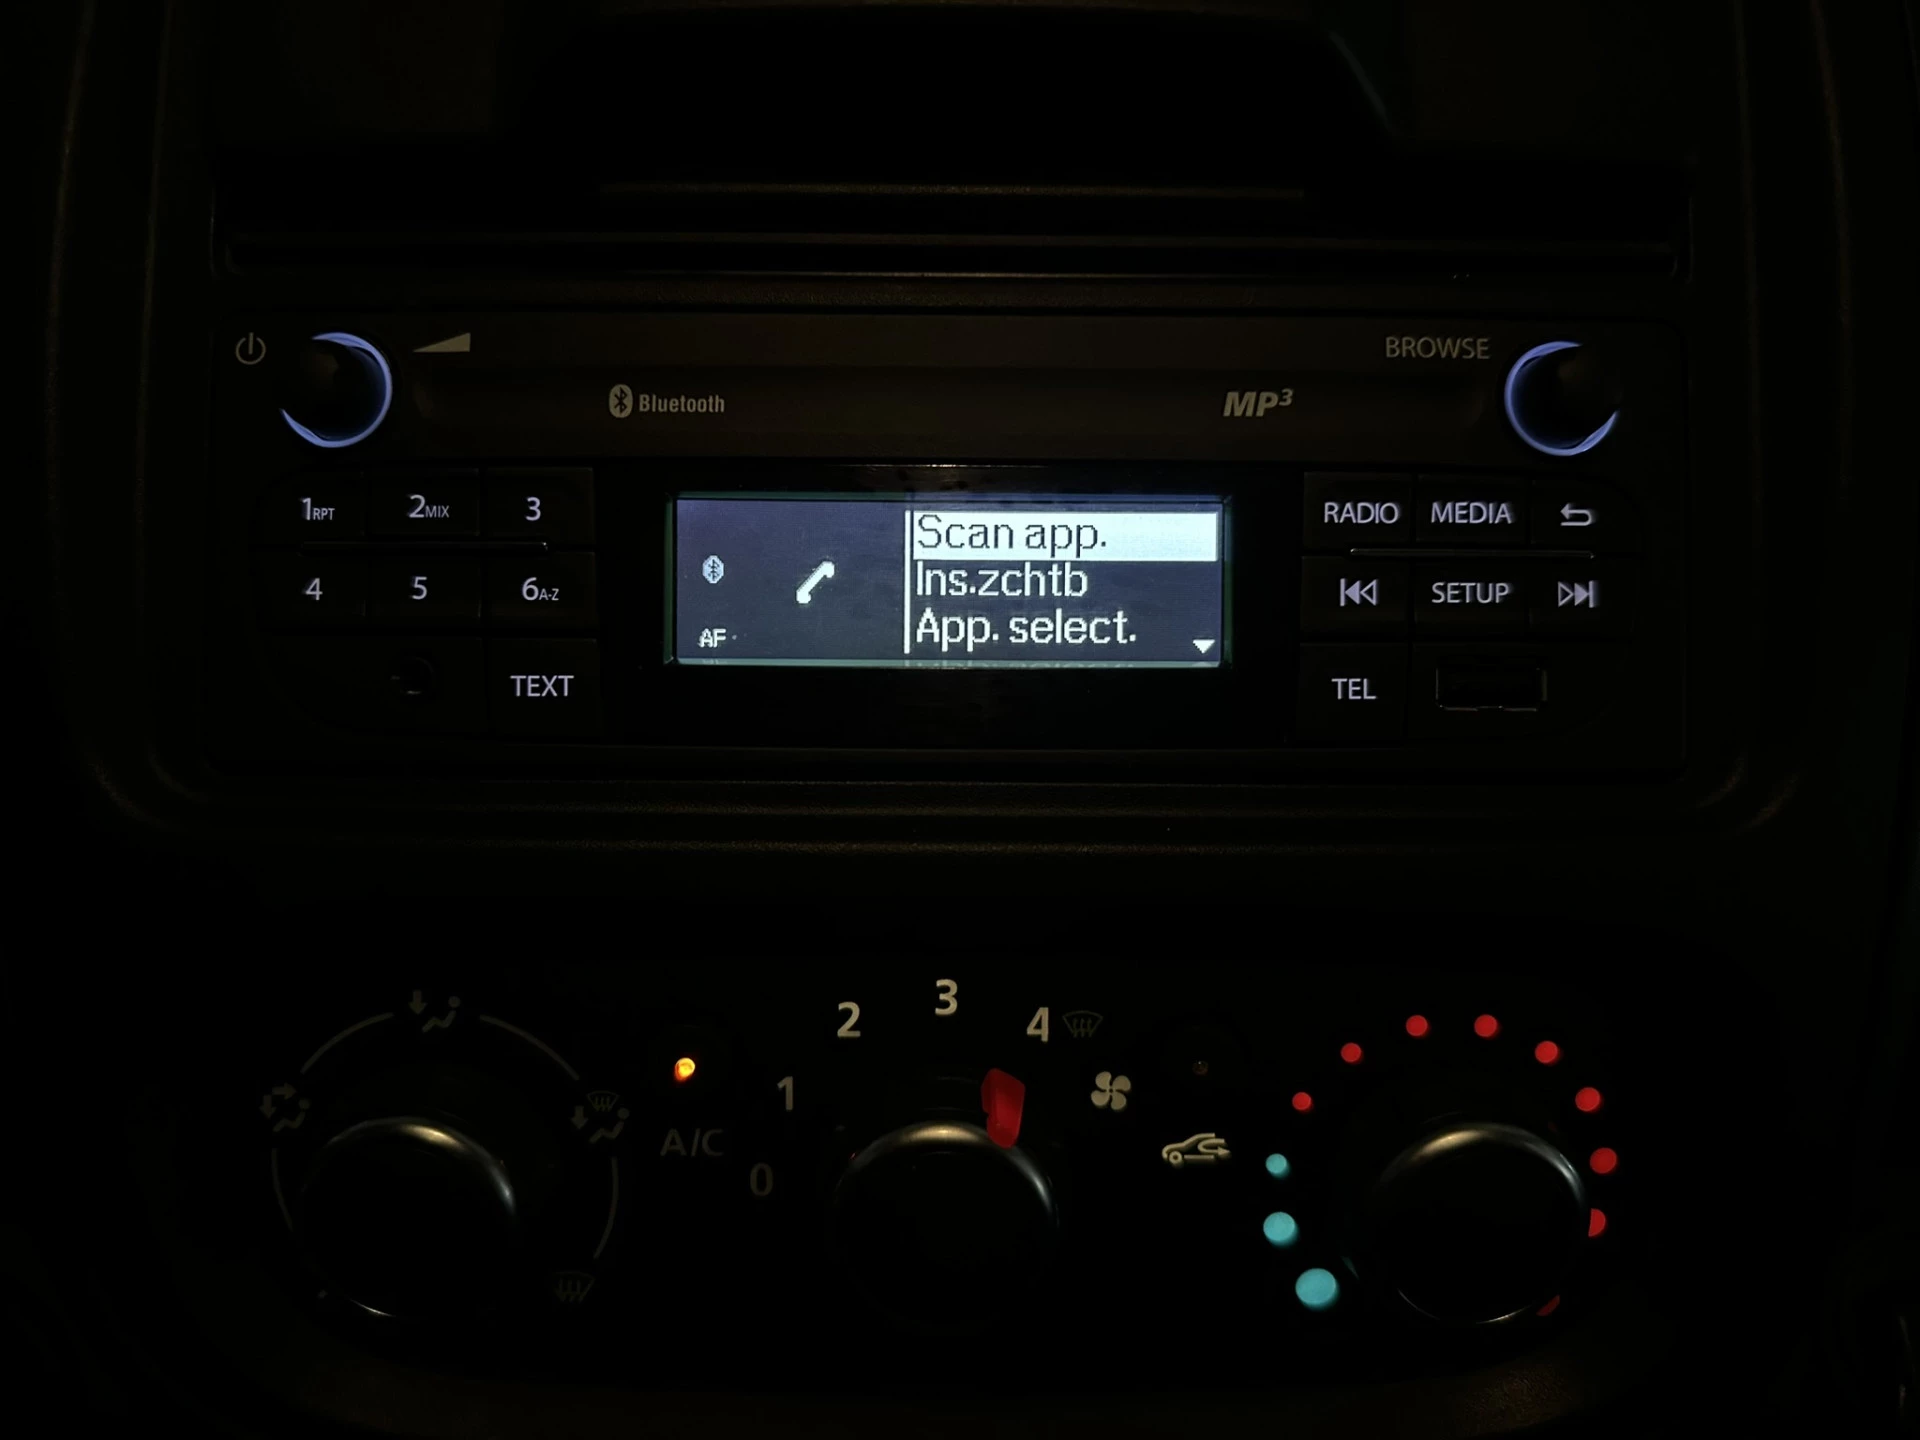 BROWSE
Bluetooth
MP3
1RPT 2MIX 3
4 5 6A-Z
TEXT
Scan app.
Ins.zchtb
App. select.
AF
RADIO MEDIA
SETUP
TEL
A/C
0 1 2 3 4